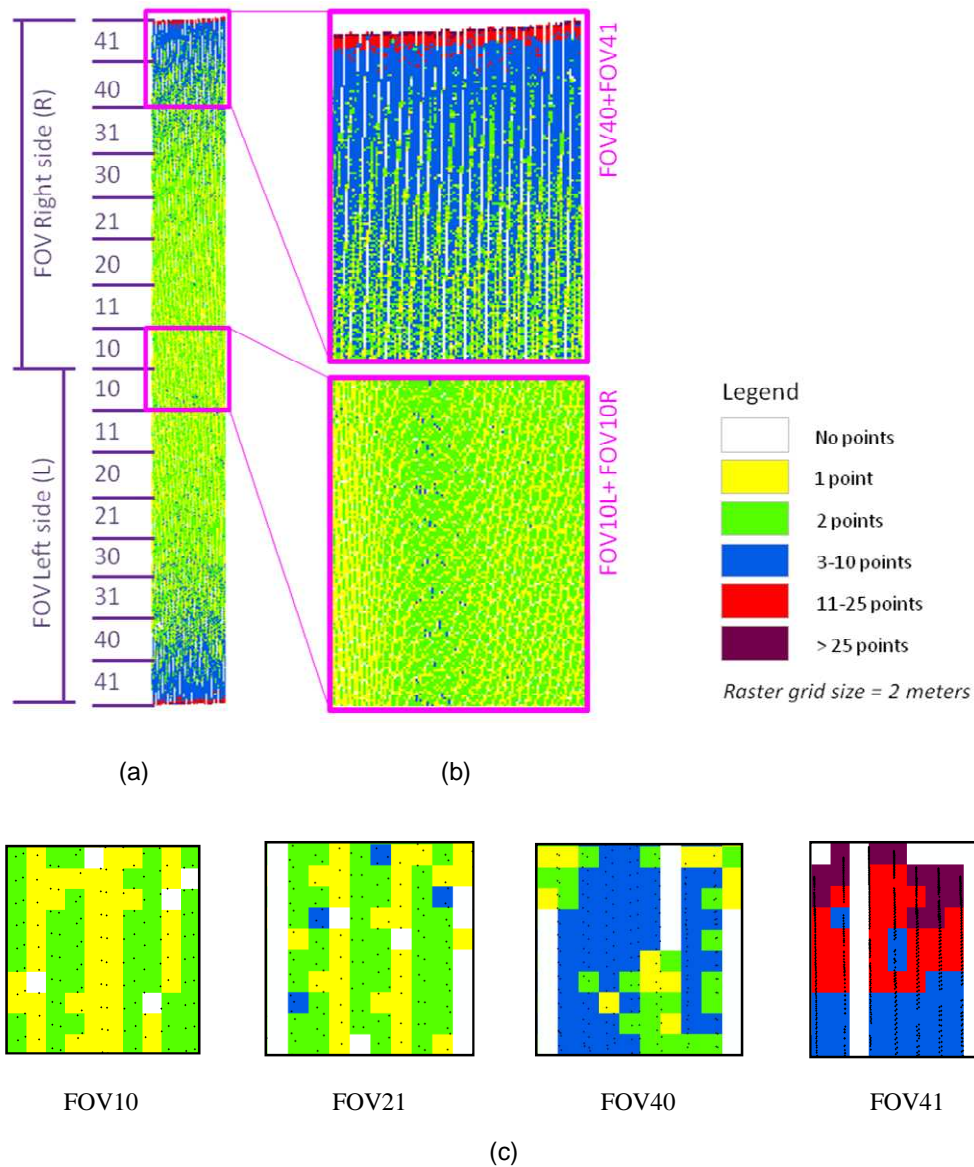 FOV Right side (R)
41
40
31
30
21
20
11
10
FOV Left side (L)
10
11
20
21
30
31
40
41
FOV40+FOV41
FOV10L+ FOV10R
Legend
No points
1 point
2 points
3-10 points
11-25 points
> 25 points
Raster grid size = 2 meters
(a)
(b)
FOV10
FOV21
FOV40
FOV41
(c)